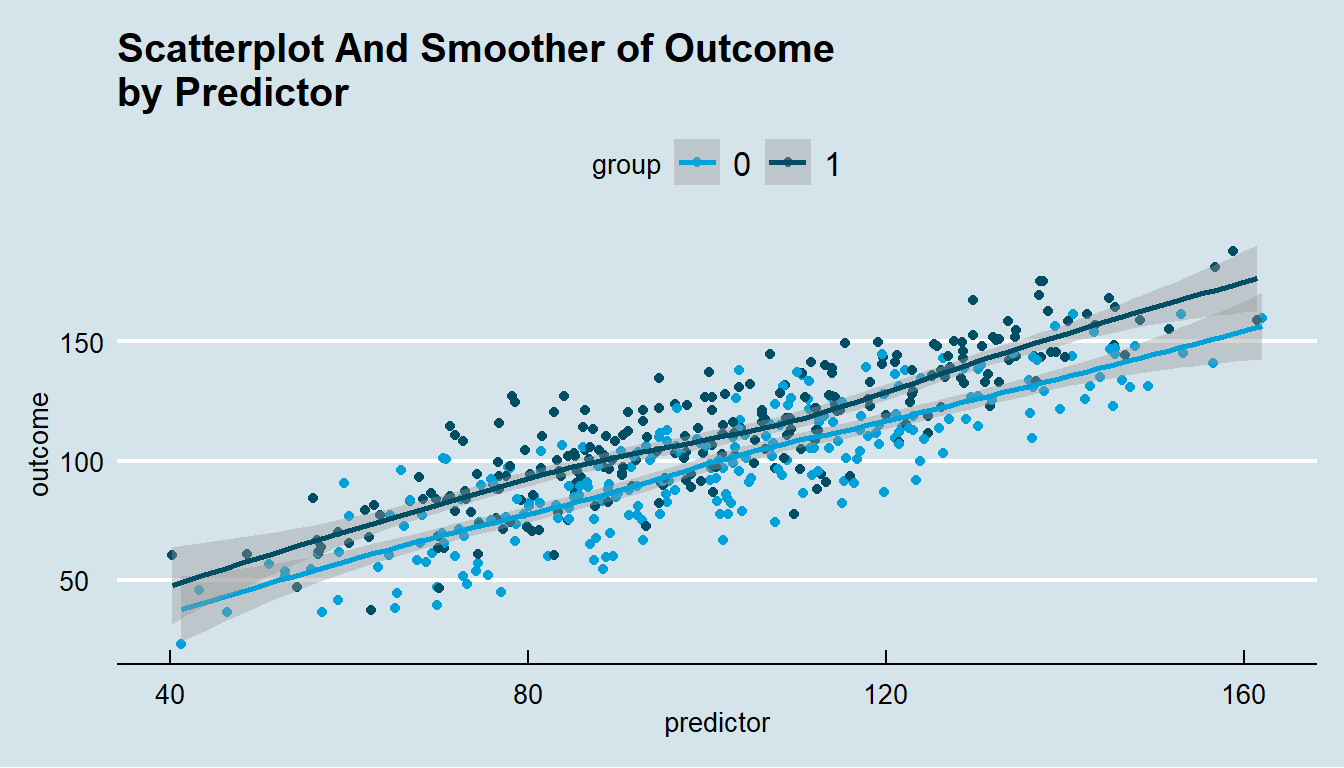 Scatterplot And Smoother of Outcome
by Predictor
group 0 1
150
100
50
outcome
40 80 120 160
predictor